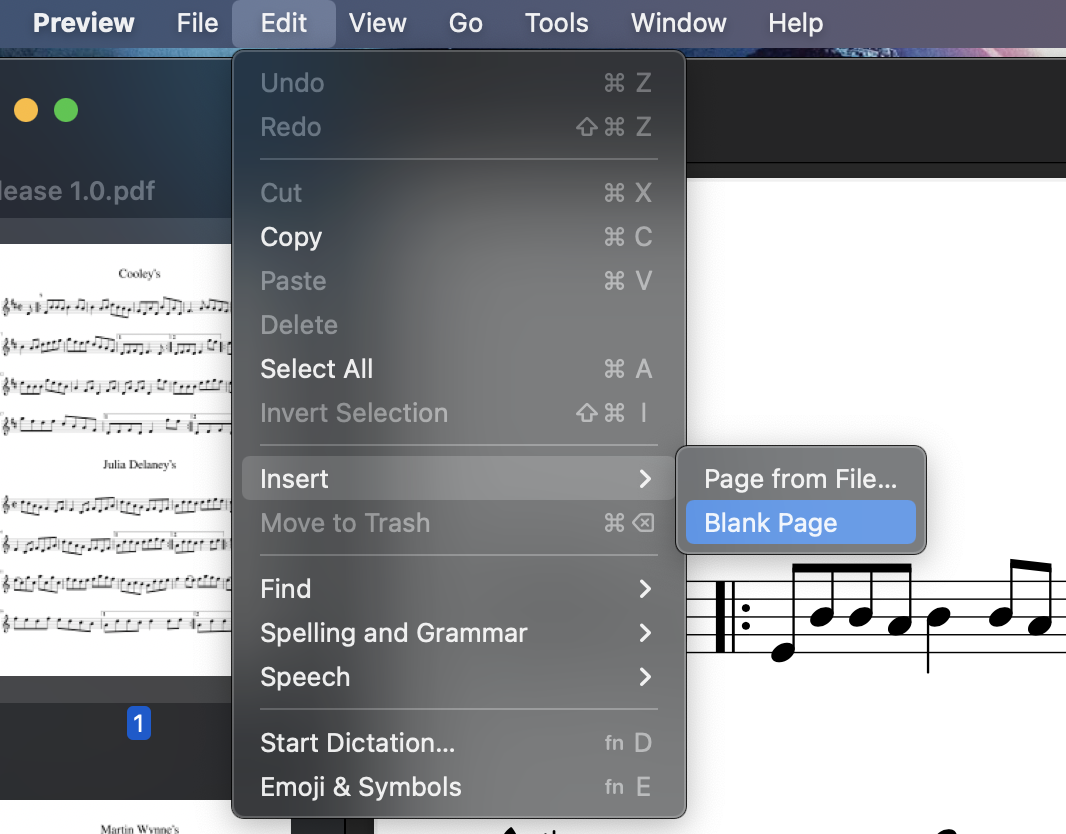 Preview File Edit View Go Tools Window Help
Undo ⌘ Z
Redo ⇧⌘ Z
lease 1.0.pdf
Cut ⌘ X
Copy ⌘ C
Paste ⌘ V
Delete
Select All ⌘ A
Invert Selection ⇧⌘ I
Insert
Page from File...
Move to Trash ⌘⌫
Blank Page
Find
Spelling and Grammar
Speech
Start Dictation... fn D
Emoji & Symbols fn E
Cooley's
Julia Delaney's
1
Martin Wynne's